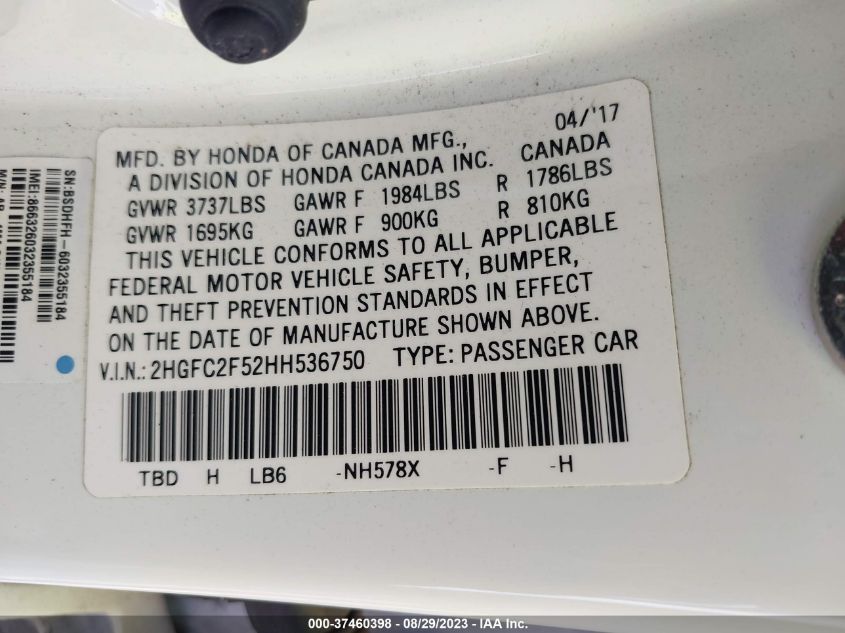 04/'17
MFD. BY HONDA OF CANADA MFG.,
A DIVISION OF HONDA CANADA INC. CANADA
GVWR 3737LBS GAWR F 1984LBS R 1786LBS
GVWR 1695KG GAWR F 900KG R 810KG
THIS VEHICLE CONFORMS TO ALL APPLICABLE
FEDERAL MOTOR VEHICLE SAFETY, BUMPER,
AND THEFT PREVENTION STANDARDS IN EFFECT
ON THE DATE OF MANUFACTURE SHOWN ABOVE.
V.I.N.: 2HGFC2F52HH536750 TYPE: PASSENGER CAR
TBD H LB6 -NH578X -F -H
SN:BSDHFH-6032355184
IMEI:866326032355184
000-37460398 - 08/29/2023 - IAA Inc.